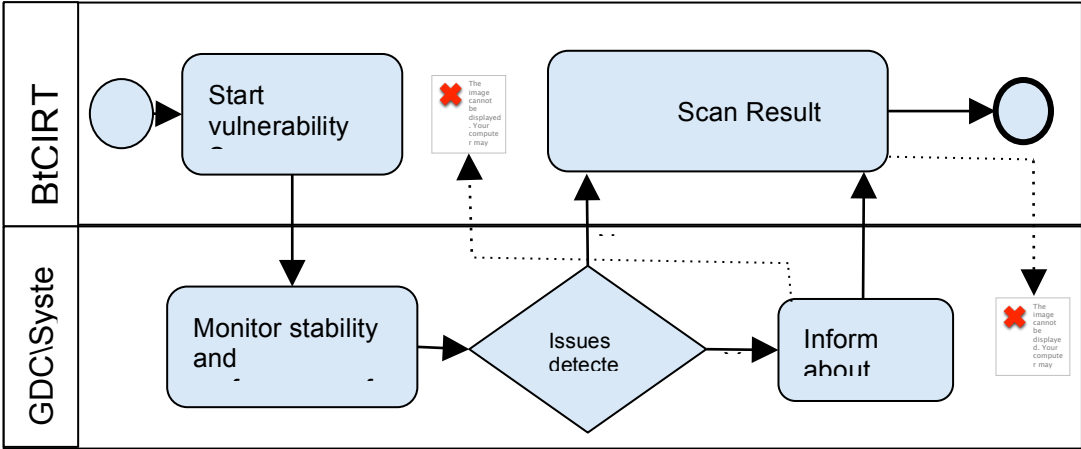 BtCIRT
Start
vulnerability
The
image
cannot
be
displayed
. Your
compute
r may
Scan Result
GDC\Syste
Monitor stability
and
Issues
detecte
Inform
about
The
image
cannot
be
displaye
d. Your
compute
r may